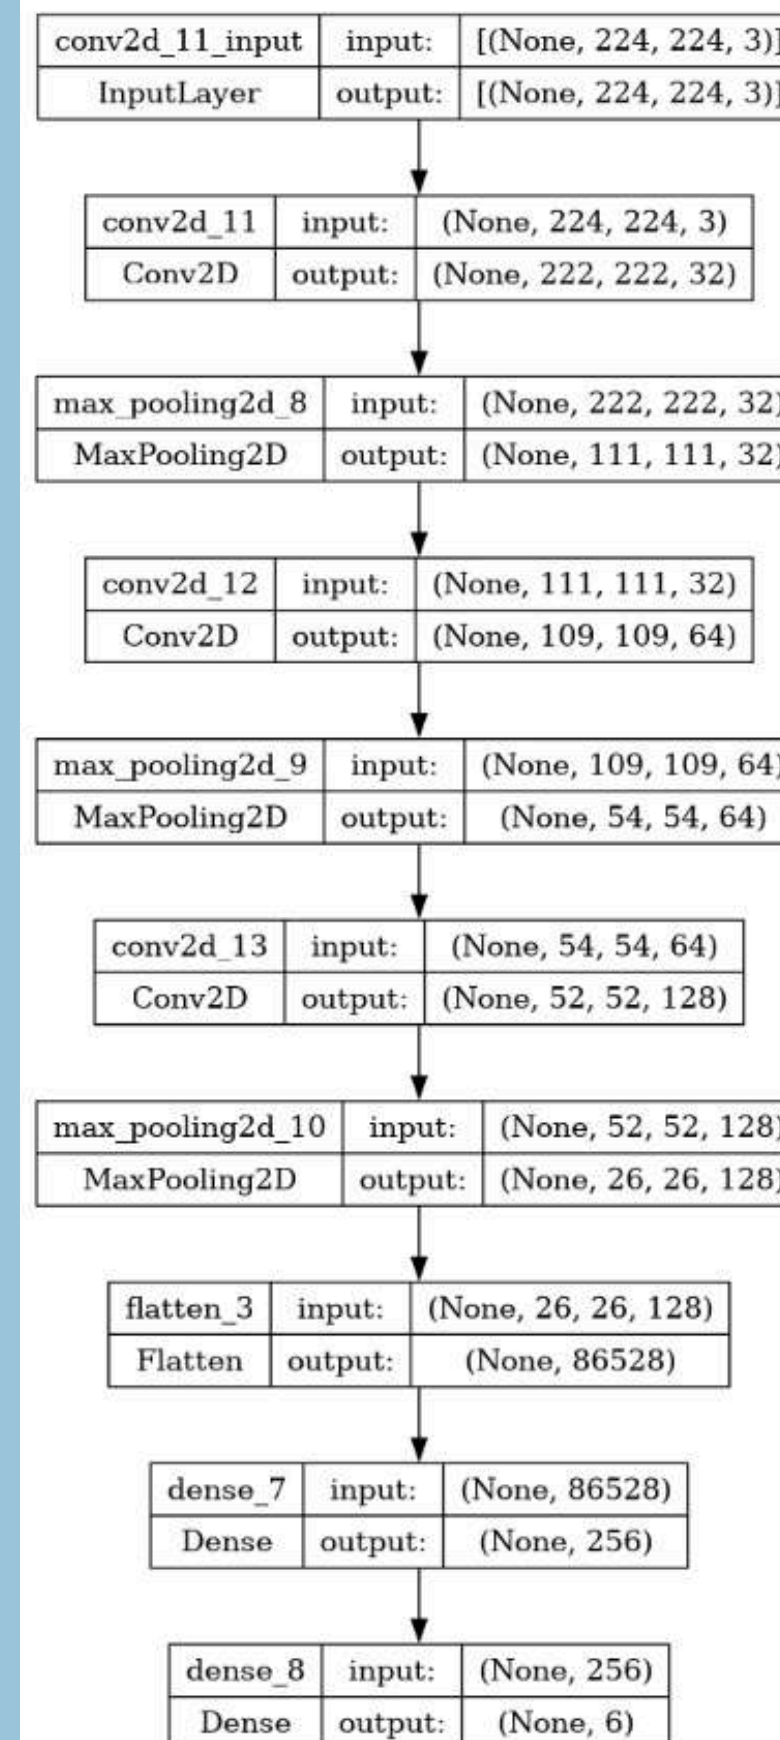 conv2d_11_input input: [(None, 224, 224, 3)]
InputLayer output: [(None, 224, 224, 3)]
conv2d_11 input: (None, 224, 224, 3)
Conv2D output: (None, 222, 222, 32)
max_pooling2d_8 input: (None, 222, 222, 32)
MaxPooling2D output: (None, 111, 111, 32)
conv2d_12 input: (None, 111, 111, 32)
Conv2D output: (None, 109, 109, 64)
max_pooling2d_9 input: (None, 109, 109, 64)
MaxPooling2D output: (None, 54, 54, 64)
conv2d_13 input: (None, 54, 54, 64)
Conv2D output: (None, 52, 52, 128)
max_pooling2d_10 input: (None, 52, 52, 128)
MaxPooling2D output: (None, 26, 26, 128)
flatten_3 input: (None, 26, 26, 128)
Flatten output: (None, 86528)
dense_7 input: (None, 86528)
Dense output: (None, 256)
dense_8 input: (None, 256)
Dense output: (None, 6)